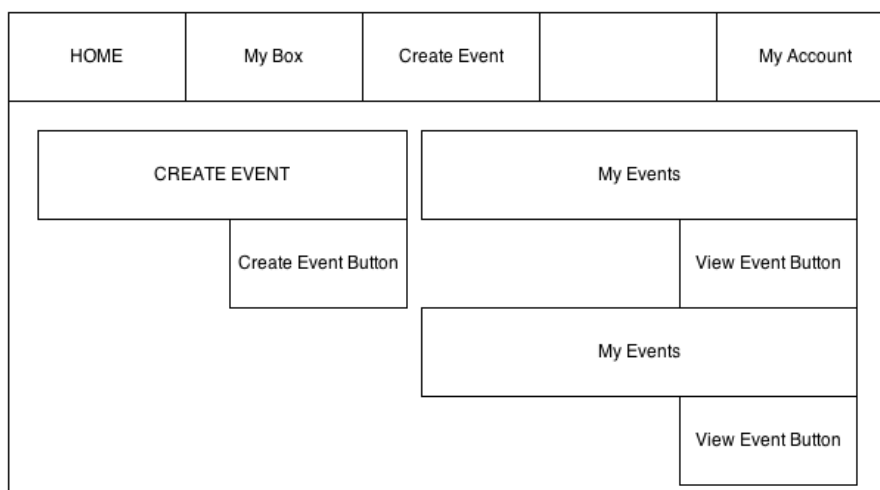 HOME
My Box
Create Event
My Account
CREATE EVENT
My Events
Create Event Button
View Event Button
My Events
View Event Button